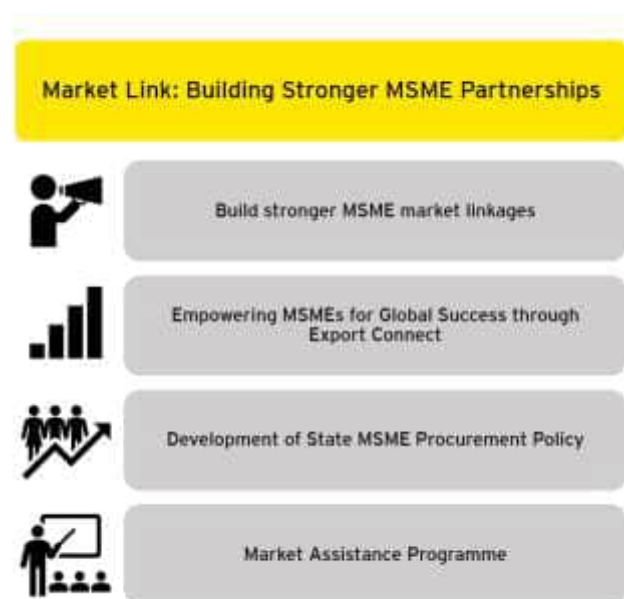 Market Link: Building Stronger MSME Partnerships
Build stronger MSME market linkages
Empowering MSMEs for Global Success through
Export Connect
Development of State MSME Procurement Policy
Market Assistance Programme